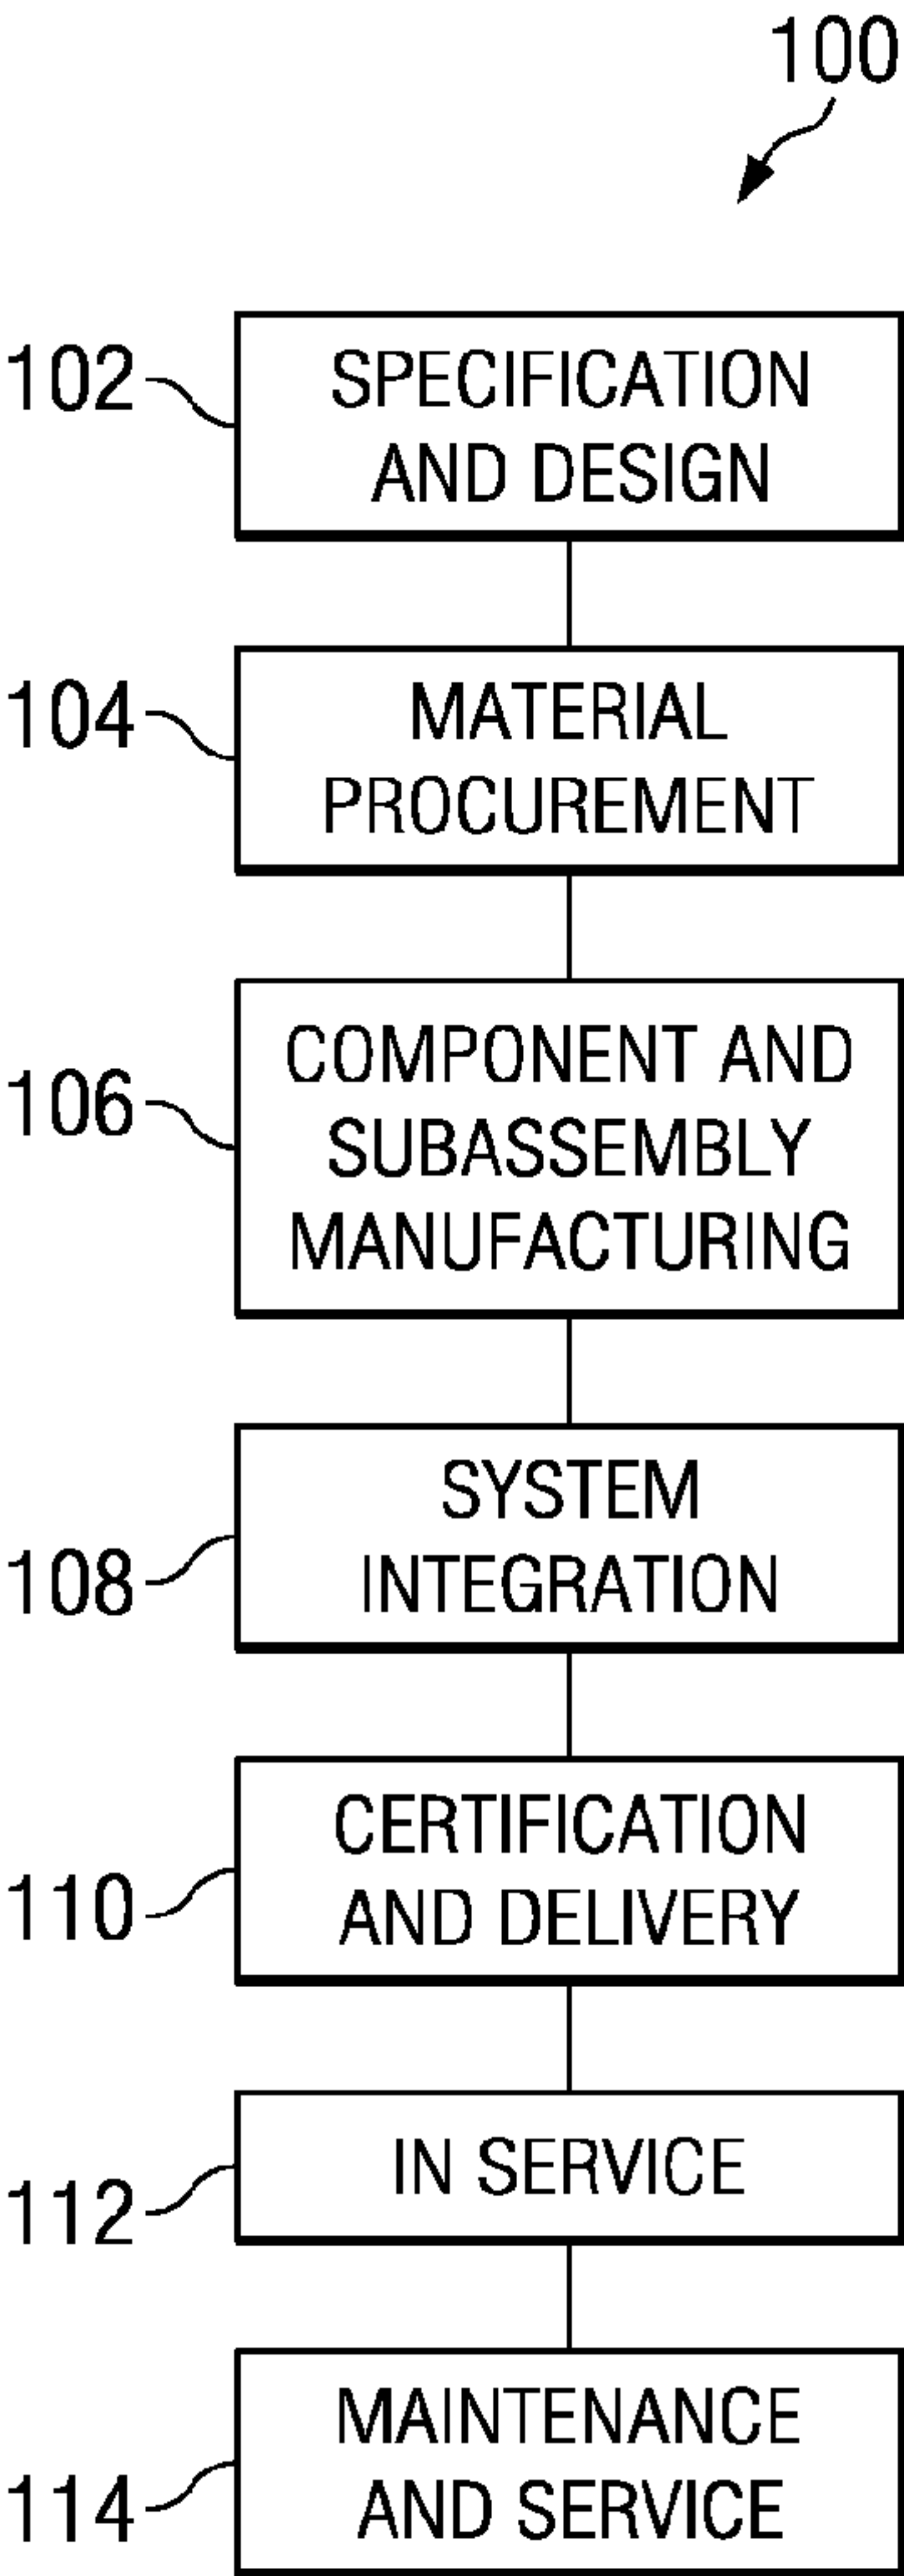 100
102
SPECIFICATION
AND DESIGN
104
MATERIAL
PROCUREMENT
106
COMPONENT AND
SUBASSEMBLY
MANUFACTURING
108
SYSTEM
INTEGRATION
110
CERTIFICATION
AND DELIVERY
112
IN SERVICE
114
MAINTENANCE
AND SERVICE